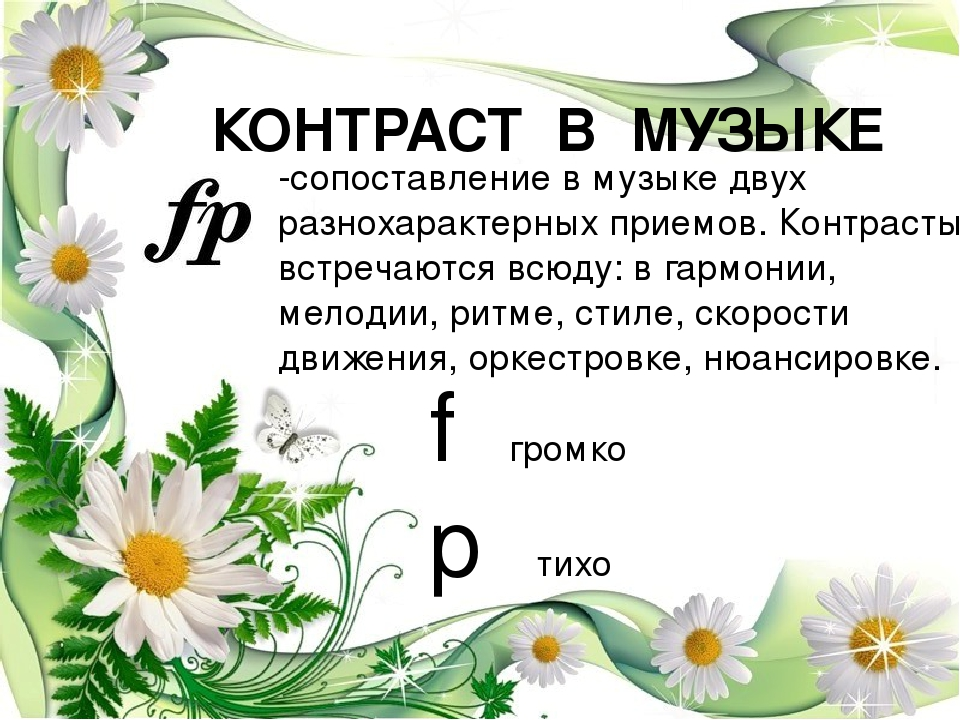 КОНТРАСТ В МУЗЫКЕ
fp
-сопоставление в музыке двух
разнохарактерных приемов. Контрасты
встречаются всюду: в гармонии,
мелодии, ритме, стиле, скорости
движения, оркестровке, нюансировке.
f громко
p тихо